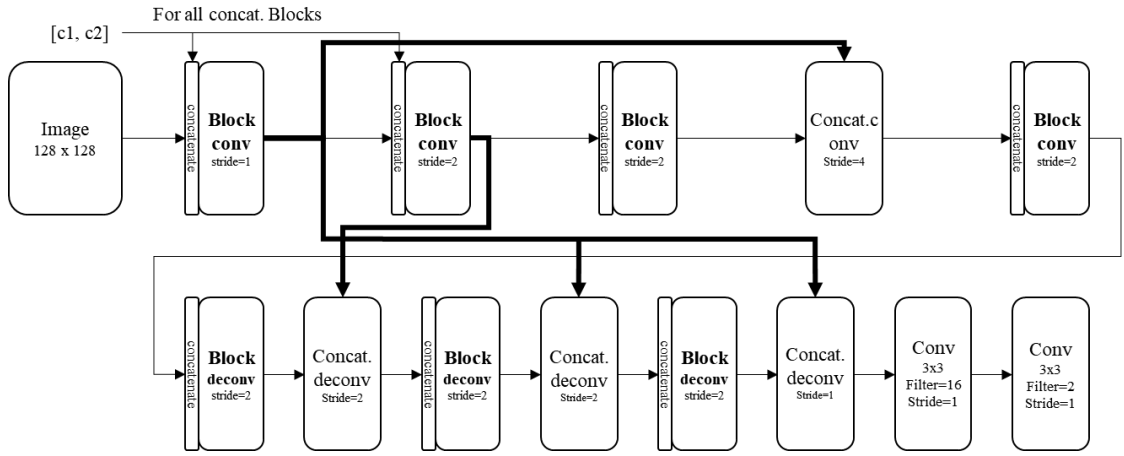 For all concat. Blocks
[c1, c2]
Image
128 x 128
concatenate
Block
conv
stride=1
concatenate
Block
conv
stride=2
concatenate
Block
conv
stride=2
Concat.c
onv
Stride=4
concatenate
Block
conv
stride=2
concatenate
Block
deconv
stride=2
Concat.
deconv
Stride=2
concatenate
Block
deconv
stride=2
Concat.
deconv
Stride=2
concatenate
Block
deconv
stride=2
Concat.
deconv
Stride=1
Conv
3x3
Filter=16
Stride=1
Conv
3x3
Filter=2
Stride=1